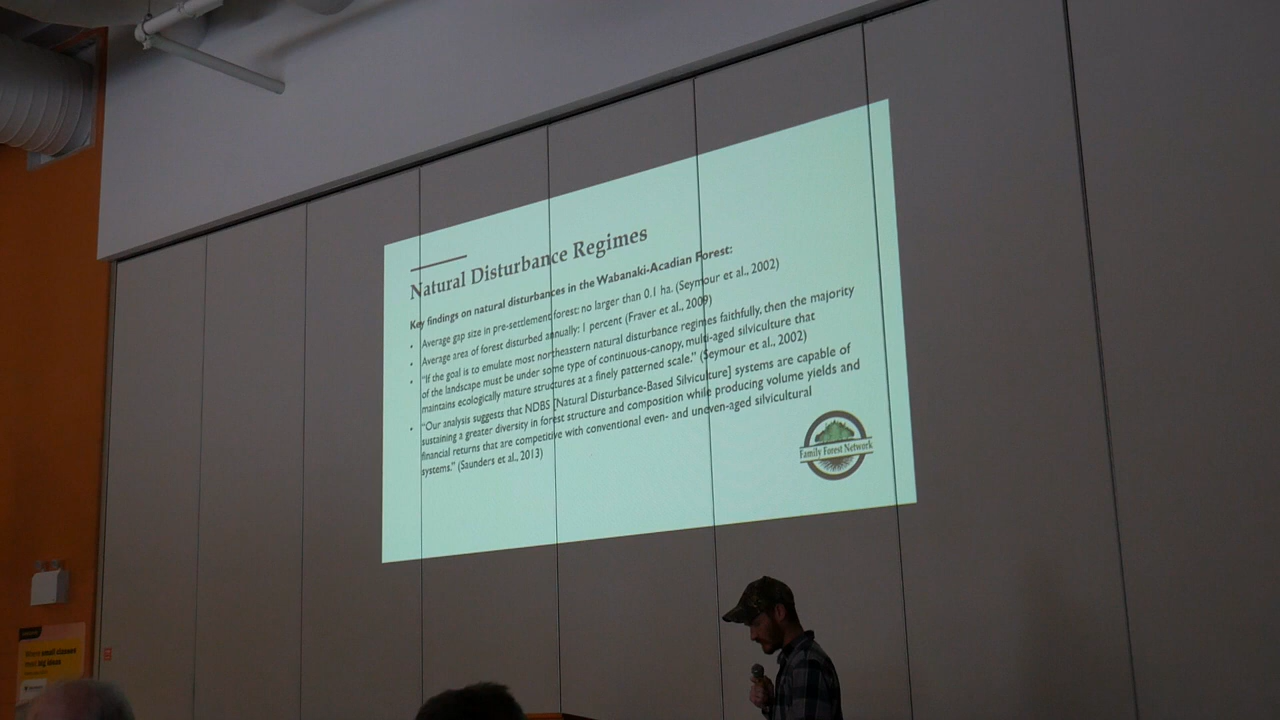 Natural Disturbance Regimes
Key findings on natural disturbances in the Wabanaki-Acadian Forest:
• Average gap size in pre-settlement forest: no larger than 0.1 ha. (Seymour et al., 2002)
• Average area of forest disturbed annually: 1 percent (Fraver et al., 2009)
• "If the goal is to emulate most northeastern natural disturbance regimes faithfully, then the majority
of the landscape must be under some type of continuous-canopy, multi-aged silviculture that
maintains ecologically mature structures at a finely patterned scale." (Seymour et al., 2002)
• "Our analysis suggests that NDBS [Natural Disturbance-Based Silviculture] systems are capable of
sustaining a greater diversity in forest structure and composition while producing volume yields and
financial returns that are competitive with conventional even- and uneven-aged silvicultural
systems." (Saunders et al., 2013)
Family Forest Network
Where small classes
meet big ideas